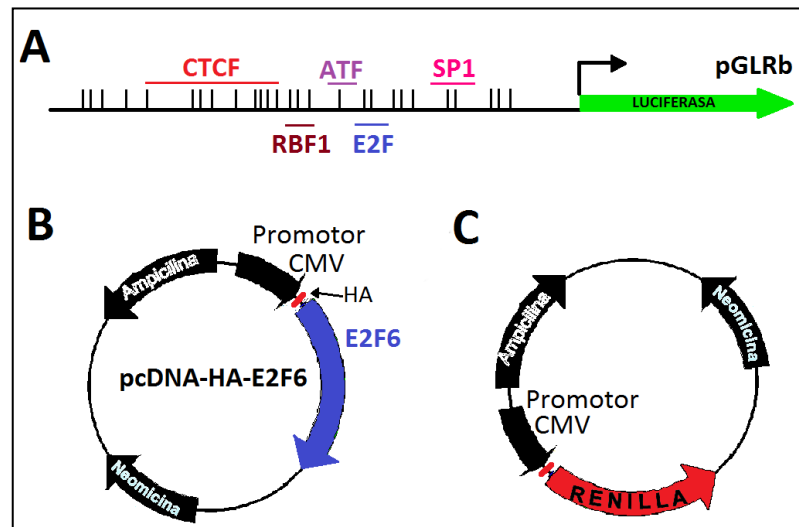 A
CTCF
ATF
SP1
pGLRb
LUCIFERASA
RBF1
E2F
B
Promotor
CMV
Ampicilina
HA
E2F6
pcDNA-HA-E2F6
Neomicina
C
Ampicilina
Neomicina
Promotor
CMV
RENILLA